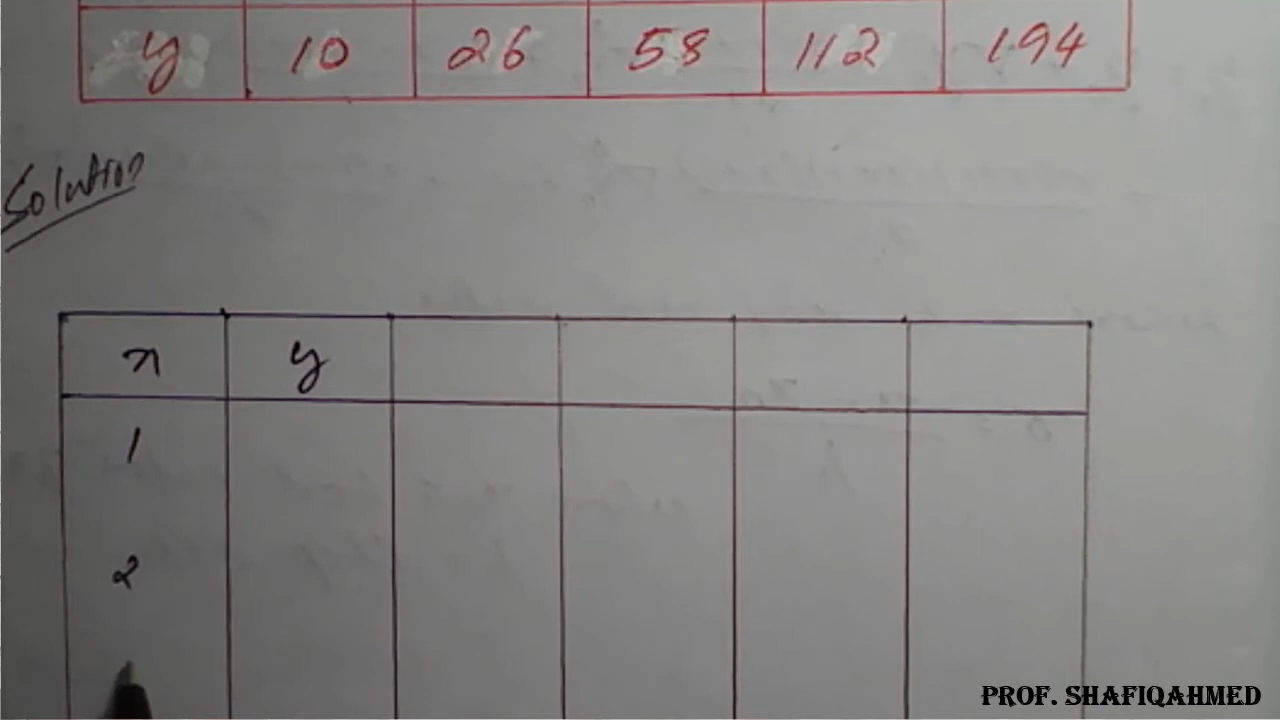 y 10 26 58 112 194
Solution
x y
1
2
PROF. SHAFIQAHMED